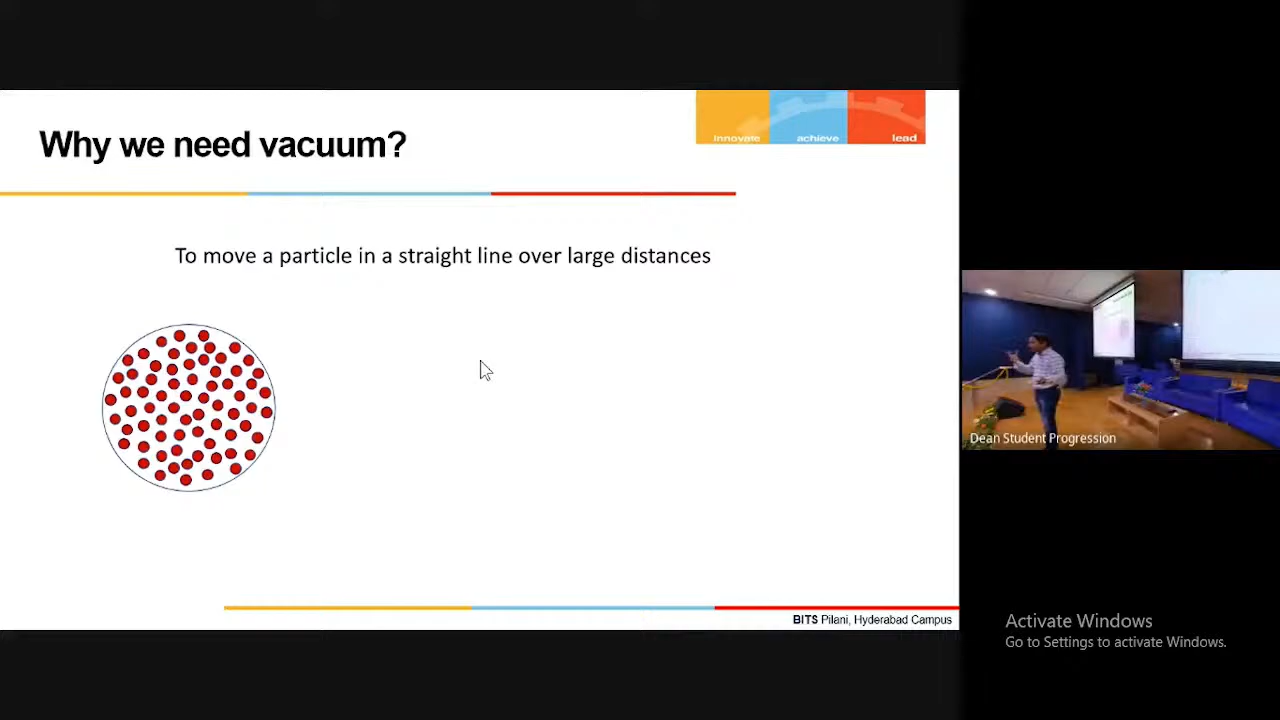 Why we need vacuum?
innovate
achieve
lead
To move a particle in a straight line over large distances
Dean Student Progression
BITS Pilani, Hyderabad Campus
Activate Windows
Go to Settings to activate Windows.